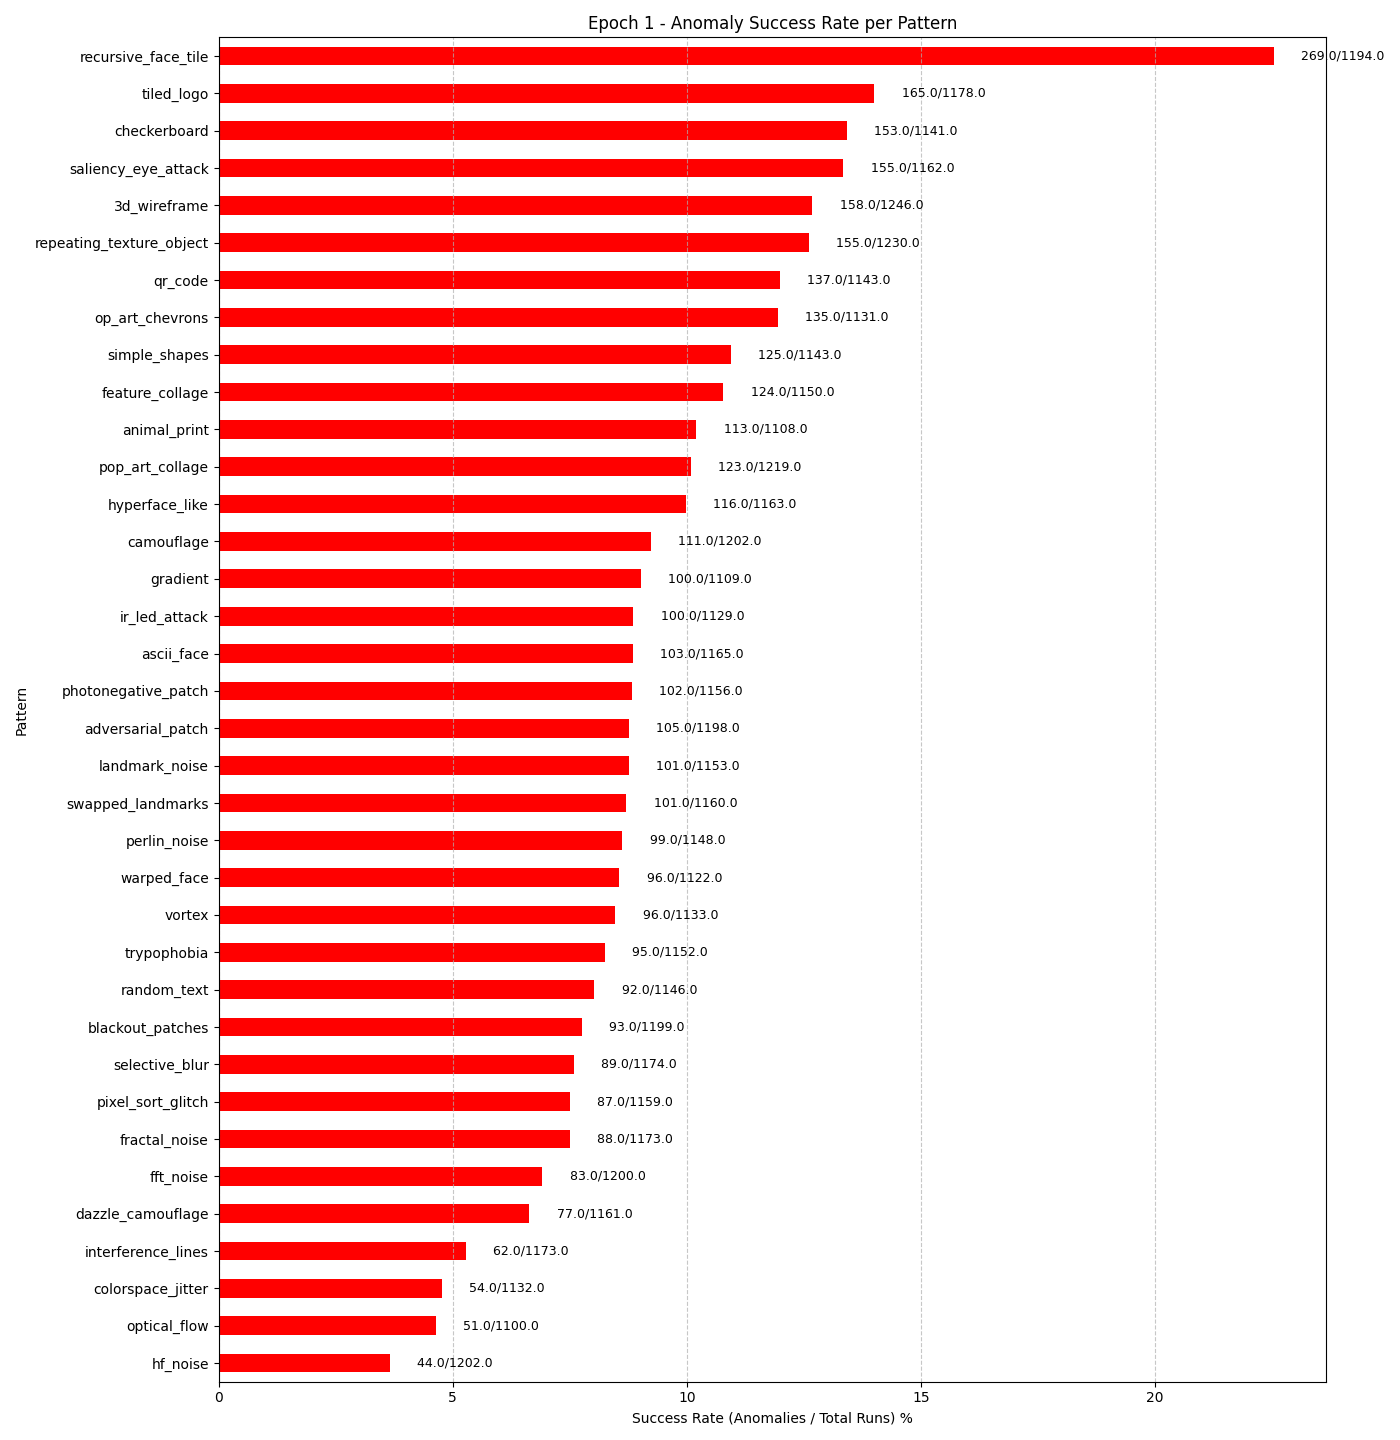 Epoch 1 - Anomaly Success Rate per Pattern
recursive_face_tile 269.0/1194.0
tiled_logo 165.0/1178.0
checkerboard 153.0/1141.0
saliency_eye_attack 155.0/1162.0
3d_wireframe 158.0/1246.0
repeating_texture_object 155.0/1230.0
qr_code 137.0/1143.0
op_art_chevrons 135.0/1131.0
simple_shapes 125.0/1143.0
feature_collage 124.0/1150.0
animal_print 113.0/1108.0
pop_art_collage 123.0/1219.0
hyperface_like 116.0/1163.0
camouflage 111.0/1202.0
gradient 100.0/1109.0
ir_led_attack 100.0/1129.0
ascii_face 103.0/1165.0
photonegative_patch 102.0/1156.0
adversarial_patch 105.0/1198.0
landmark_noise 101.0/1153.0
swapped_landmarks 101.0/1160.0
perlin_noise 99.0/1148.0
warped_face 96.0/1122.0
vortex 96.0/1133.0
trypophobia 95.0/1152.0
random_text 92.0/1146.0
blackout_patches 93.0/1199.0
selective_blur 89.0/1174.0
pixel_sort_glitch 87.0/1159.0
fractal_noise 88.0/1173.0
fft_noise 83.0/1200.0
dazzle_camouflage 77.0/1161.0
interference_lines 62.0/1173.0
colorspace_jitter 54.0/1132.0
optical_flow 51.0/1100.0
hf_noise 44.0/1202.0
Pattern
0 5 10 15 20
Success Rate (Anomalies / Total Runs) %